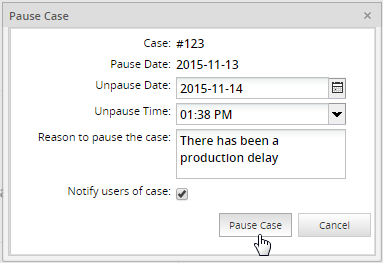 Pause Case
Case: #123
Pause Date: 2015-11-13
Unpause Date: 2015-11-14
Unpause Time: 01:38 PM
Reason to pause the case: There has been a
production delay
Notify users of case:
Pause Case Cancel